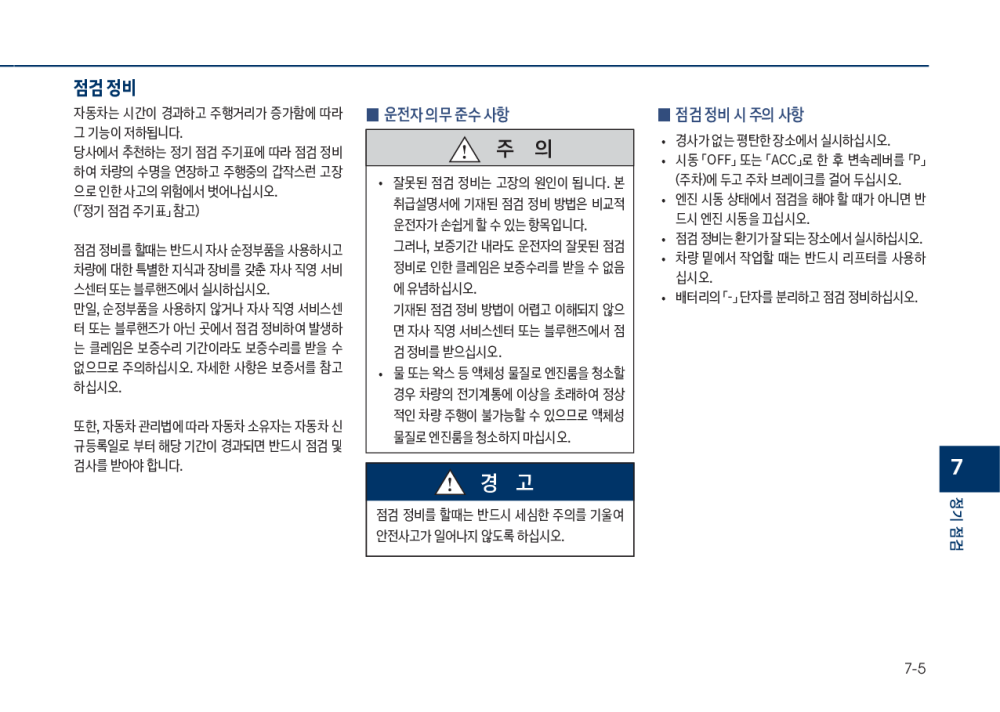 점검 정비
자동차는 시간이 경과하고 주행거리가 증가함에 따라
그 기능이 저하됩니다.
당사에서 추천하는 정기 점검 주기표에 따라 점검 정비
하여 차량의 수명을 연장하고 주행중의 갑작스런 고장
으로 인한 사고의 위험에서 벗어나십시오.
(「정기 점검 주기표」 참고)
점검 정비를 할때는 반드시 자사 순정부품을 사용하시고
차량에 대한 특별한 지식과 장비를 갖춘 자사 직영 서비
스센터 또는 블루핸즈에서 실시하십시오.
만일, 순정부품을 사용하지 않거나 자사 직영 서비스센
터 또는 블루핸즈가 아닌 곳에서 점검 정비하여 발생하
는 클레임은 보증수리 기간이라도 보증수리를 받을 수
없으므로 주의하십시오. 자세한 사항은 보증서를 참고
하십시오.
또한, 자동차 관리법에 따라 자동차 소유자는 자동차 신
규등록일로 부터 해당 기간이 경과되면 반드시 점검 및
검사를 받아야 합니다.
■ 운전자 의무 준수 사항
주 의
• 잘못된 점검 정비는 고장의 원인이 됩니다. 본
취급설명서에 기재된 점검 정비 방법은 비교적
운전자가 손쉽게 할 수 있는 항목입니다.
그러나, 보증기간 내라도 운전자의 잘못된 점검
정비로 인한 클레임은 보증수리를 받을 수 없음
에 유념하십시오.
기재된 점검 정비 방법이 어렵고 이해되지 않으
면 자사 직영 서비스센터 또는 블루핸즈에서 점
검 정비를 받으십시오.
• 물 또는 왁스 등 액체성 물질로 엔진룸을 청소할
경우 차량의 전기계통에 이상을 초래하여 정상
적인 차량 주행이 불가능할 수 있으므로 액체성
물질로 엔진룸을 청소하지 마십시오.
경 고
점검 정비를 할때는 반드시 세심한 주의를 기울여
안전사고가 일어나지 않도록 하십시오.
■ 점검 정비 시 주의 사항
• 경사가 없는 평탄한 장소에서 실시하십시오.
• 시동 「OFF」 또는 「ACC」로 한 후 변속레버를 「P」
(주차)에 두고 주차 브레이크를 걸어 두십시오.
• 엔진 시동 상태에서 점검을 해야 할 때가 아니면 반
드시 엔진 시동을 끄십시오.
• 점검 정비는 환기가 잘 되는 장소에서 실시하십시오.
• 차량 밑에서 작업할 때는 반드시 리프터를 사용하
십시오.
• 배터리의 「-」 단자를 분리하고 점검 정비하십시오.
7
정기 점검
7-5